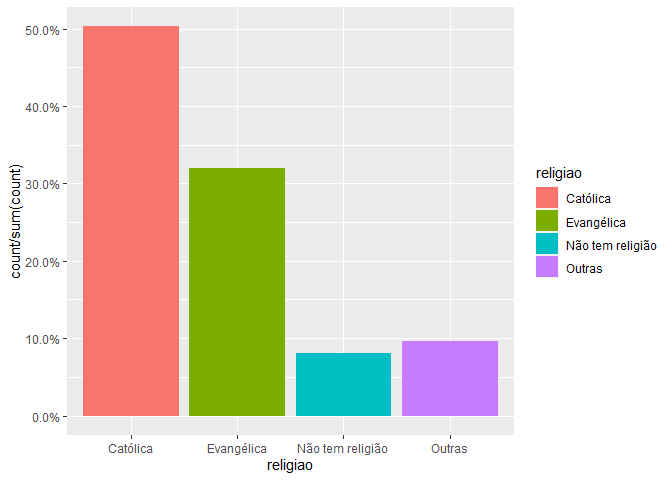 50.0%
40.0%
30.0%
20.0%
10.0%
0.0%
count/sum(count)
Católica Evangélica Não tem religião Outras
religiao
religiao
Católica
Evangélica
Não tem religião
Outras